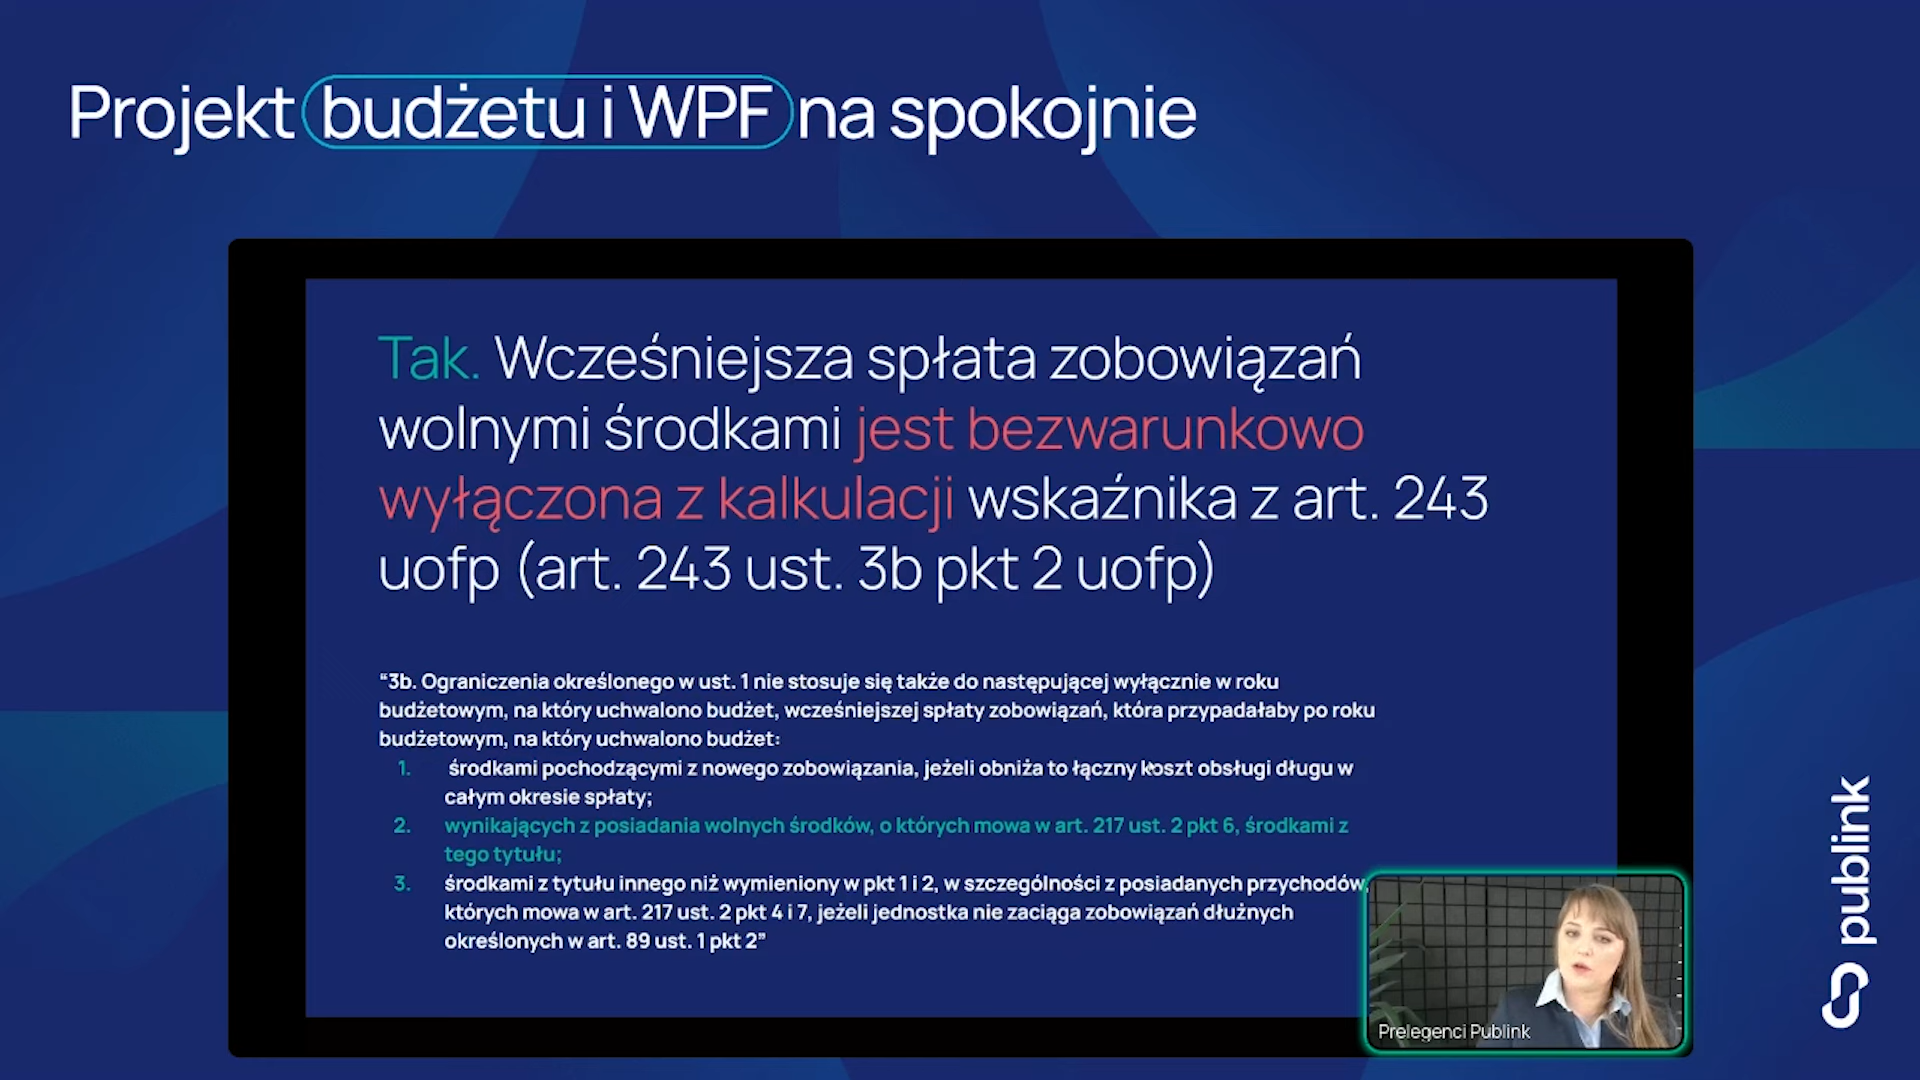 Projekt budżetu i WPF na spokojnie
Tak. Wcześniejsza spłata zobowiązań
wolnymi środkami jest bezwarunkowo
wyłączona z kalkulacji wskaźnika z art. 243
uofp (art. 243 ust. 3b pkt 2 uofp)
“3b. Ograniczenia określonego w ust. 1 nie stosuje się także do następującej wyłącznie w roku
budżetowym, na który uchwalono budżet, wcześniejszej spłaty zobowiązań, która przypadałaby po roku
budżetowym, na który uchwalono budżet:
1. środkami pochodzącymi z nowego zobowiązania, jeżeli obniża to łączny koszt obsługi długu w
całym okresie spłaty;
2. wynikających z posiadania wolnych środków, o których mowa w art. 217 ust. 2 pkt 6, środkami z
tego tytułu;
3. środkami z tytułu innego niż wymieniony w pkt 1 i 2, w szczególności z posiadanych przychodów,
których mowa w art. 217 ust. 2 pkt 4 i 7, jeżeli jednostka nie zaciąga zobowiązań dłużnych
określonych w art. 89 ust. 1 pkt 2”
Prelegenci Publink
publink